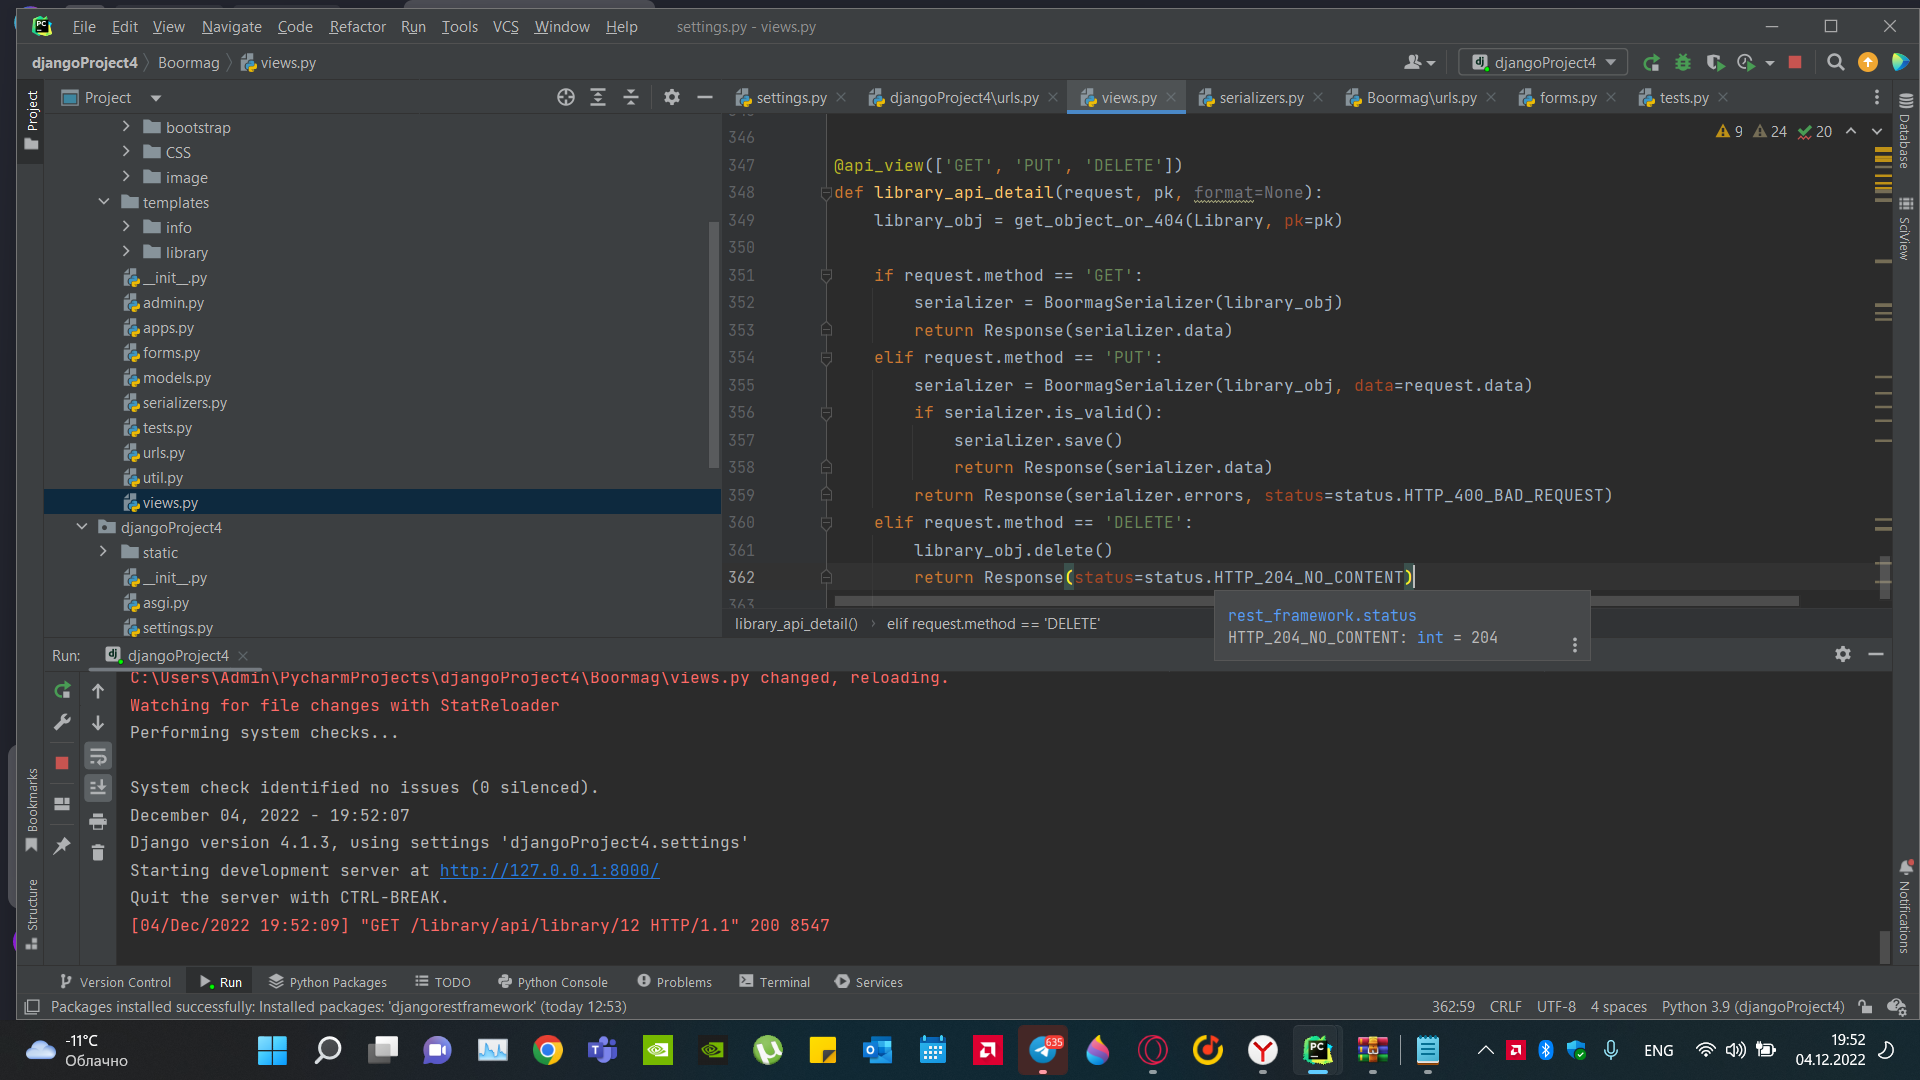 File Edit View Navigate Code Refactor Run Tools VCS Window Help settings.py - views.py
djangoProject4 Boormag views.py djangoProject4
Project settings.py djangoProject4\urls.py views.py serializers.py Boormag\urls.py forms.py tests.py
Project
Database
SciView
Notifications
Bookmarks
Structure
bootstrap
CSS
image
templates
info
library
__init__.py
admin.py
apps.py
forms.py
models.py
serializers.py
tests.py
urls.py
util.py
views.py
djangoProject4
static
__init__.py
asgi.py
settings.py
9 24 20
346
347 @api_view(['GET', 'PUT', 'DELETE'])
348 def library_api_detail(request, pk, format=None):
349 library_obj = get_object_or_404(Library, pk=pk)
350
351 if request.method == 'GET':
352 serializer = BoormagSerializer(library_obj)
353 return Response(serializer.data)
354 elif request.method == 'PUT':
355 serializer = BoormagSerializer(library_obj, data=request.data)
356 if serializer.is_valid():
357 serializer.save()
358 return Response(serializer.data)
359 return Response(serializer.errors, status=status.HTTP_400_BAD_REQUEST)
360 elif request.method == 'DELETE':
361 library_obj.delete()
362 return Response(status=status.HTTP_204_NO_CONTENT)
363
library_api_detail() elif request.method == 'DELETE'
rest_framework.status
HTTP_204_NO_CONTENT: int = 204
Run: djangoProject4
C:\Users\Admin\PycharmProjects\djangoProject4\Boormag\views.py changed, reloading.
Watching for file changes with StatReloader
Performing system checks...
System check identified no issues (0 silenced).
December 04, 2022 - 19:52:07
Django version 4.1.3, using settings 'djangoProject4.settings'
Starting development server at http://127.0.0.1:8000/
Quit the server with CTRL-BREAK.
[04/Dec/2022 19:52:09] "GET /library/api/library/12 HTTP/1.1" 200 8547
Version Control Run Python Packages TODO Python Console Problems Terminal Services
Packages installed successfully: Installed packages: 'djangorestframework' (today 12:53) 362:59 CRLF UTF-8 4 spaces Python 3.9 (djangoProject4)
-11°C
Облачно
635
ENG
19:52
04.12.2022